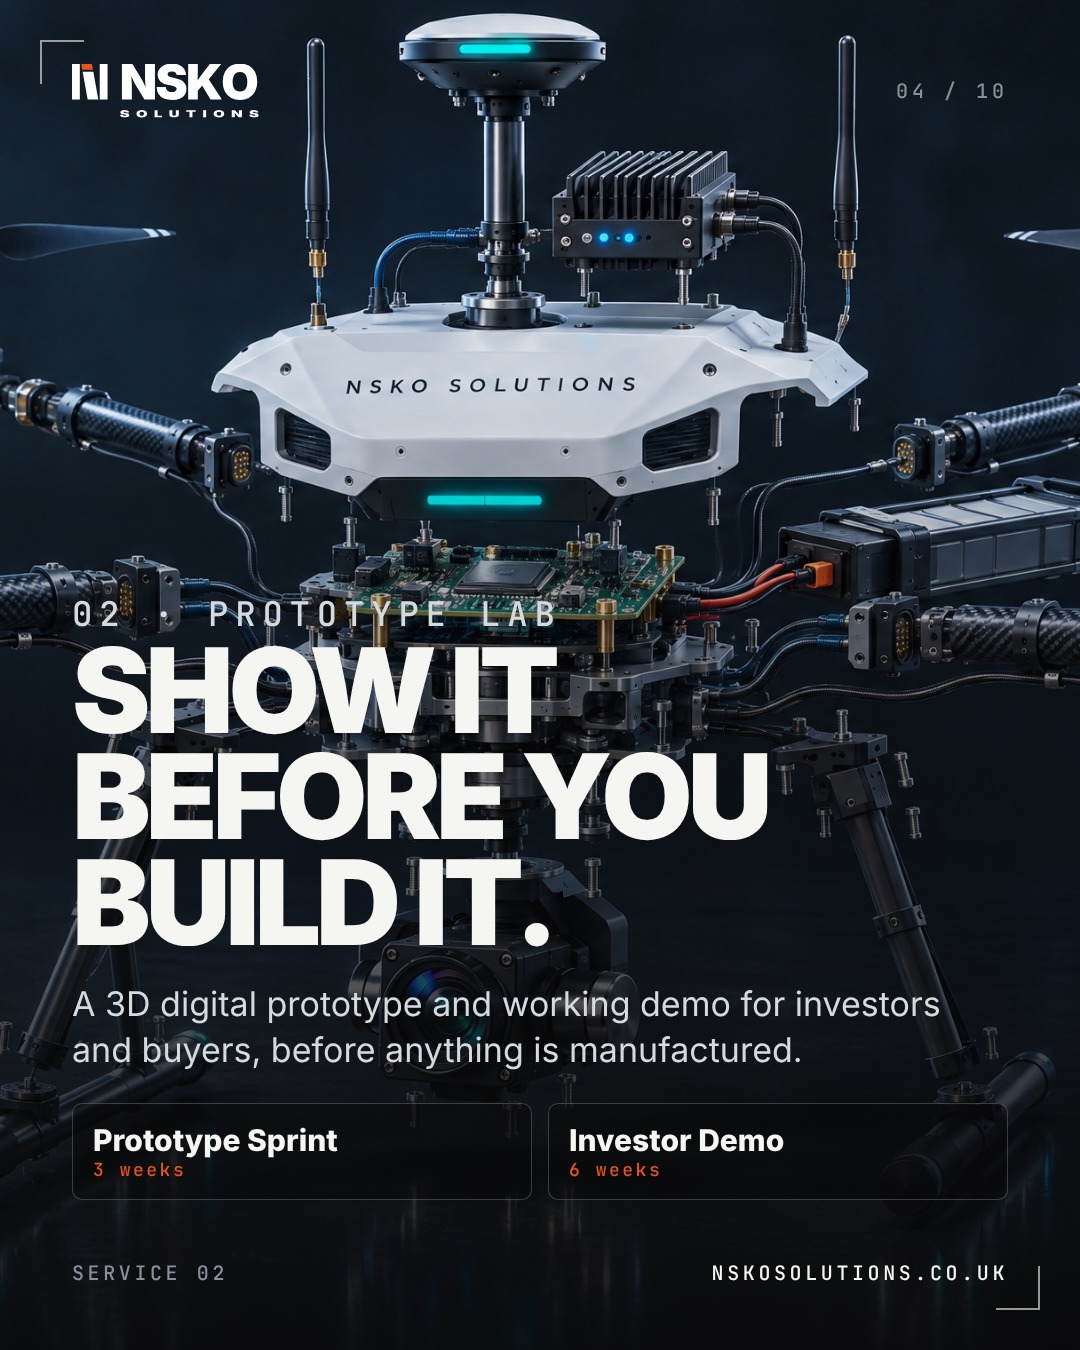 NSKO
SOLUTIONS
04 / 10
NSKO SOLUTIONS
02 · PROTOTYPE LAB
SHOW IT
BEFORE YOU
BUILD IT.
A 3D digital prototype and working demo for investors
and buyers, before anything is manufactured.
Prototype Sprint
3 weeks
Investor Demo
6 weeks
SERVICE 02
NSKOSOLUTIONS.CO.UK